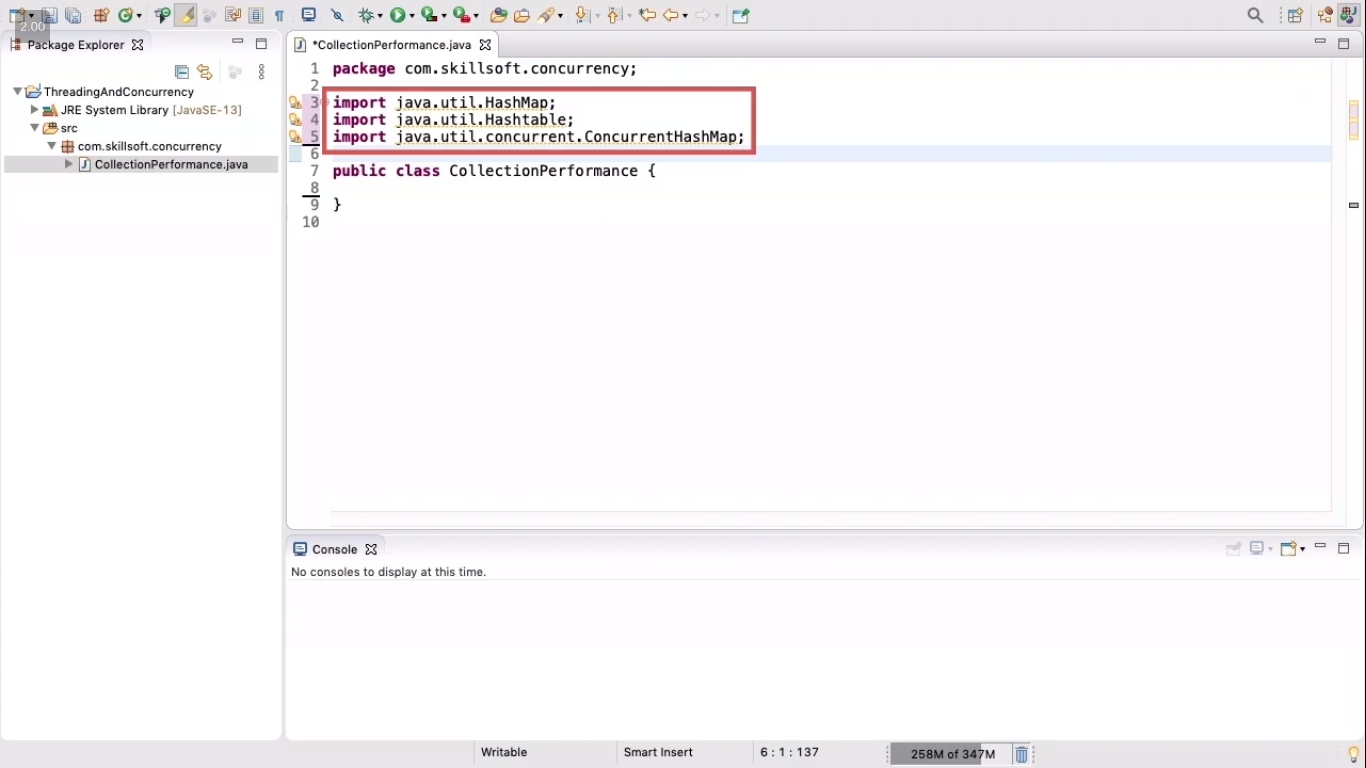 2.00
Package Explorer
*CollectionPerformance.java
ThreadingAndConcurrency
JRE System Library [JavaSE-13]
src
com.skillsoft.concurrency
CollectionPerformance.java
1 package com.skillsoft.concurrency;
2
3 import java.util.HashMap;
4 import java.util.Hashtable;
5 import java.util.concurrent.ConcurrentHashMap;
6
7 public class CollectionPerformance {
8
9 }
10
Console
No consoles to display at this time.
Writable
Smart Insert
6 : 1 : 137
258M of 347M